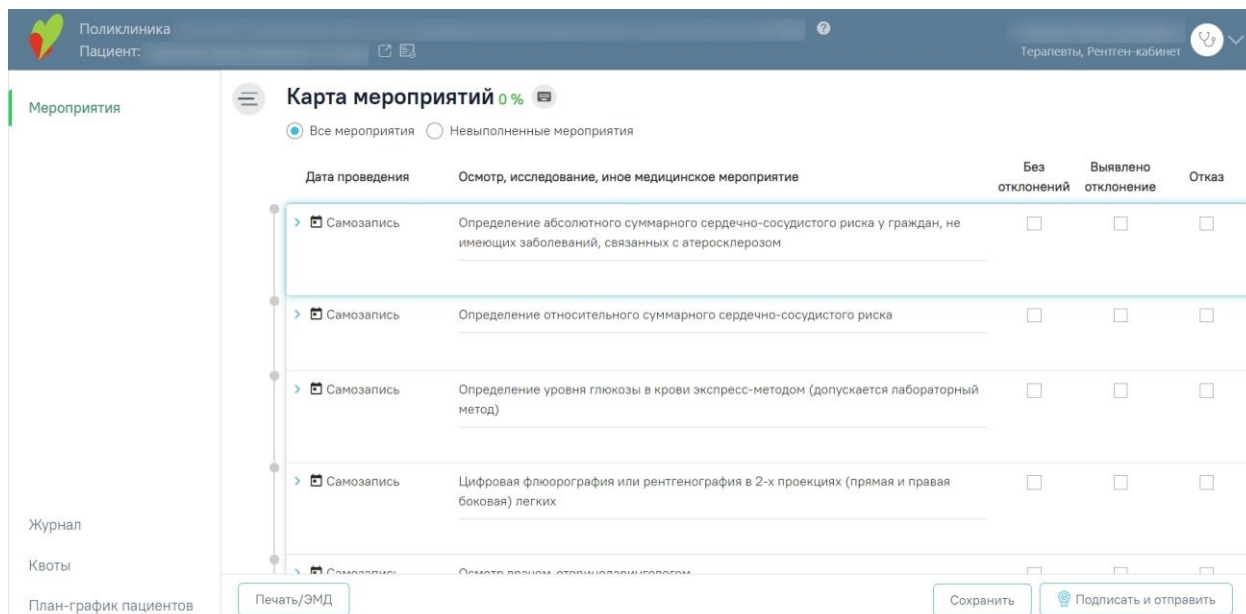 Поликлиника
Пациент:
Терапевты, Рентген-кабинет
Мероприятия
Карта мероприятий 0 %
Все мероприятия Невыполненные мероприятия
Дата проведения Осмотр, исследование, иное медицинское мероприятие Без отклонений Выявлено отклонение Отказ
Самозапись Определение абсолютного суммарного сердечно-сосудистого риска у граждан, не
имеющих заболеваний, связанных с атеросклерозом
Самозапись Определение относительного суммарного сердечно-сосудистого риска
Самозапись Определение уровня глюкозы в крови экспресс-методом (допускается лабораторный
метод)
Самозапись Цифровая флюорография или рентгенография в 2-х проекциях (прямая и правая
боковая) легких
Самозапись Осмотр врачом-оториноларингологом
Журнал
Квоты
План-график пациентов
Печать/ЭМД Сохранить Подписать и отправить